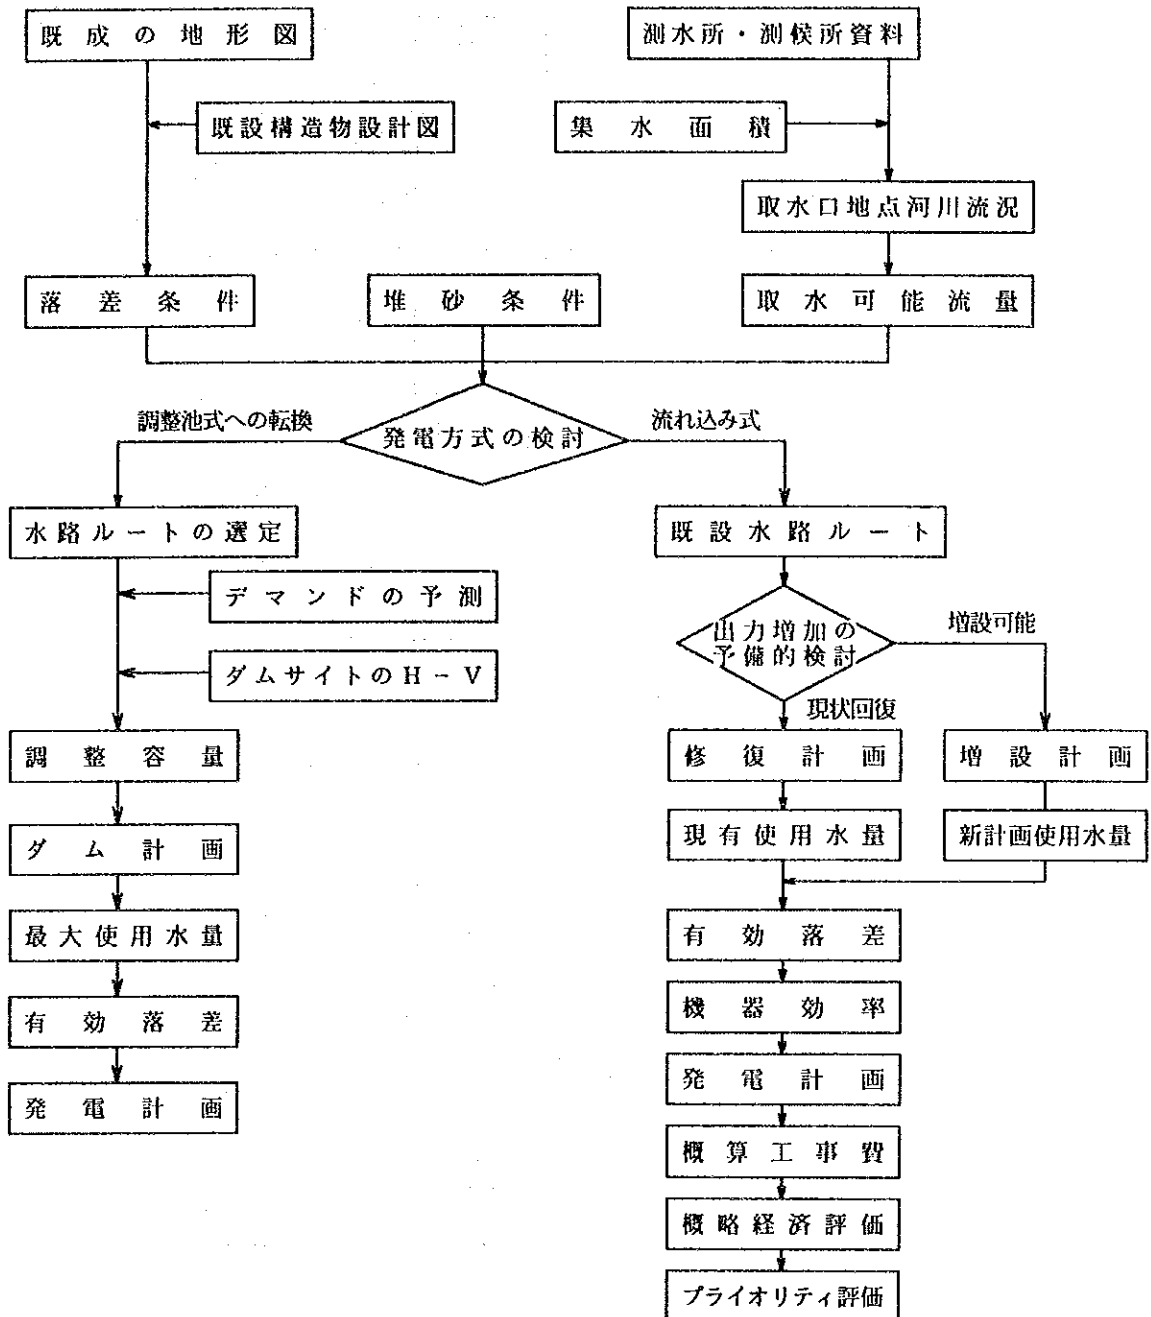 既成の地形図
測水所・測候所資料
既設構造物設計図
集水面積
取水口地点河川流況
落差条件
堆砂条件
取水可能流量
調整池式への転換
発電方式の検討
流れ込み式
水路ルートの選定
既設水路ルート
デマンドの予測
出力増加の
予備的検討
増設可能
ダムサイトのH-V
現状回復
調整容量
修復計画
増設計画
ダム計画
現有使用水量
新計画使用水量
最大使用水量
有効落差
有効落差
機器効率
発電計画
発電計画
概算工事費
概略経済評価
プライオリティ評価